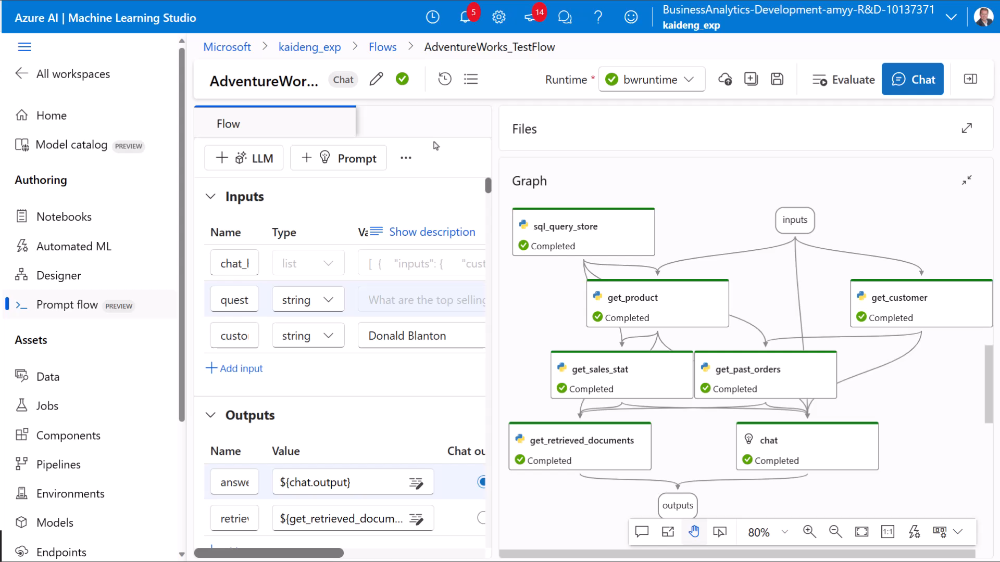 Azure AI | Machine Learning Studio
5
14
BusinessAnalytics-Development-amyy-R&D-10137371
kaideng_exp
All workspaces
Home
Model catalog PREVIEW
Authoring
Notebooks
Automated ML
Designer
Prompt flow PREVIEW
Assets
Data
Jobs
Components
Pipelines
Environments
Models
Endpoints
Microsoft > kaideng_exp > Flows > AdventureWorks_TestFlow
AdventureWor... Chat
Runtime * bwruntime
Evaluate
Chat
Flow
+ LLM
+ Prompt
...
Inputs
Name Type Va Show description
chat_h list [ { "inputs": { "cust
quest string What are the top selling
custo string Donald Blanton
+ Add input
Outputs
Name Value Chat ou
answe ${chat.output}
retriev ${get_retrieved_docum...
Files
Graph
sql_query_store
Completed
inputs
get_product
Completed
get_customer
Completed
get_sales_stat
Completed
get_past_orders
Completed
get_retrieved_documents
Completed
chat
Completed
outputs
80%
1:1